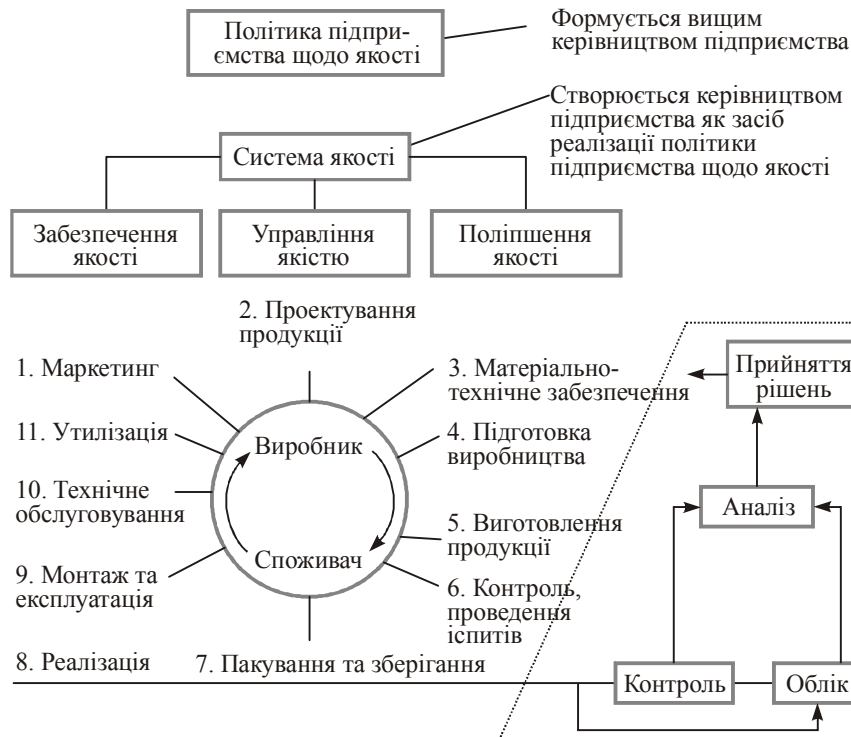 Політика підпри-
ємства щодо якості
Формується вищим
керівництвом підприємства
Створюється керівництвом
підприємства як засіб
реалізації політики
підприємства щодо якості
Система якості
Забезпечення
якості
Управління
якістю
Поліпшення
якості
2. Проектування
продукції
1. Маркетинг
3. Матеріально-
технічне забезпечення
Прийняття
рішень
11. Утилізація
Виробник
4. Підготовка
виробництва
10. Технічне
обслуговування
Аналіз
5. Виготовлення
продукції
Споживач
9. Монтаж та
експлуатація
6. Контроль,
проведення
іспитів
8. Реалізація
7. Пакування та зберігання
Контроль
Облік